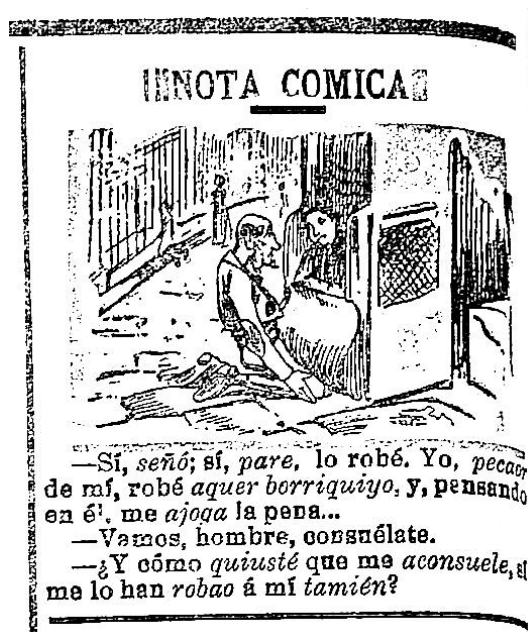 NOTA COMICA
—Sí, señó; sí, pare, lo robé. Yo, pecaor
de mí, robé aquer borriquiyo, y, pensando
en él, me ajoga la pena...
—Vamos, hombre, consuélate.
—¿Y cómo quiusté que me aconsuele, si
me lo han robao á mí tamién?